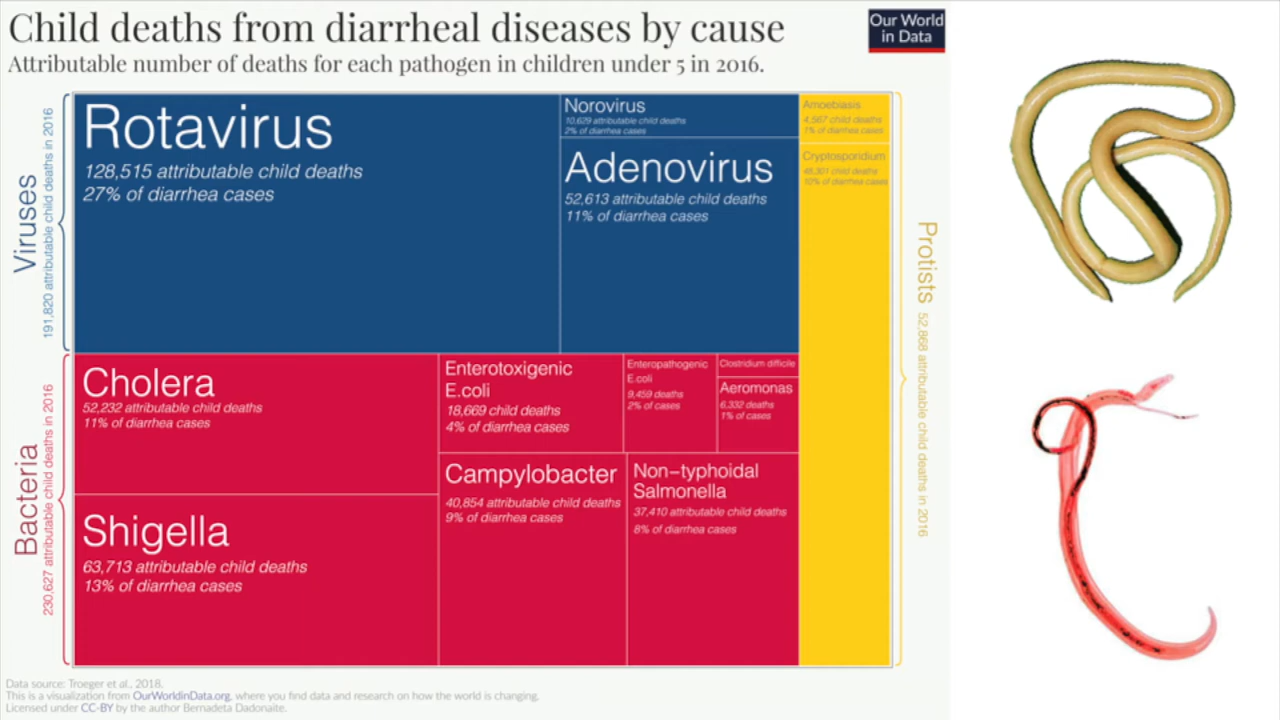 Child deaths from diarrheal diseases by cause
Attributable number of deaths for each pathogen in children under 5 in 2016.
Our World
in Data
Viruses
191,820 attributable child deaths in 2016
Rotavirus
128,515 attributable child deaths
27% of diarrhea cases
Norovirus
10,629 attributable child deaths
2% of diarrhea cases
Adenovirus
52,613 attributable child deaths
11% of diarrhea cases
Amoebiasis
4,567 child deaths
1% of diarrhea cases
Cryptosporidium
48,301 child deaths
10% of diarrhea cases
Protists
52,868 attributable child deaths in 2016
Bacteria
230,627 attributable child deaths in 2016
Cholera
52,232 attributable child deaths
11% of diarrhea cases
Shigella
63,713 attributable child deaths
13% of diarrhea cases
Enterotoxigenic
E.coli
18,669 child deaths
4% of diarrhea cases
Enteropathogenic
E.coli
9,459 deaths
2% of cases
Clostridium difficile
Aeromonas
6,332 deaths
1% of cases
Campylobacter
40,854 attributable child deaths
9% of diarrhea cases
Non-typhoidal
Salmonella
37,410 attributable child deaths
8% of diarrhea cases
Data source: Troeger et al., 2018.
This is a visualization from OurWorldinData.org, where you find data and research on how the world is changing.
Licensed under CC-BY by the author Bernadeta Dadonaite.